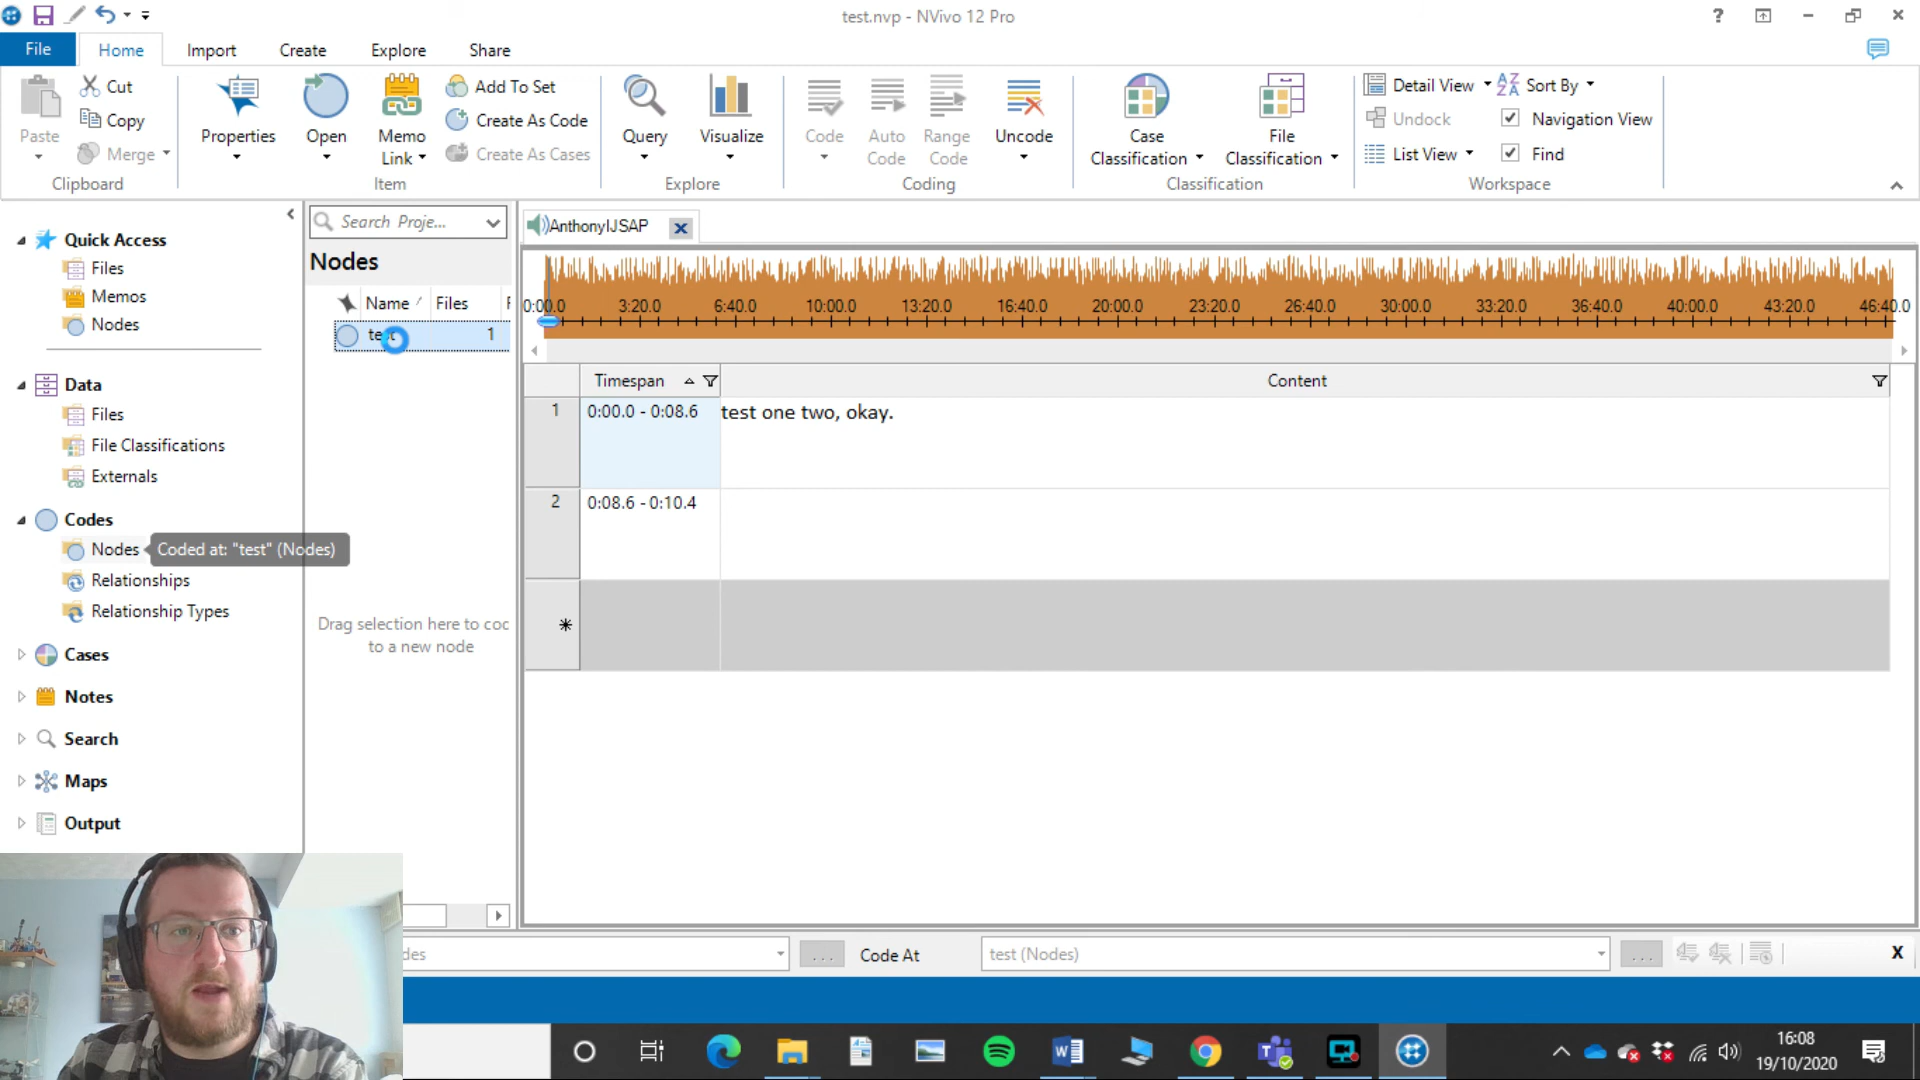 test.nvp - NVivo 12 Pro
File Home Import Create Explore Share
Paste Cut Copy Merge
Clipboard
Properties Open Memo Link Add To Set Create As Code Create As Cases
Item
Query Visualize
Explore
Code Auto Code Range Code Uncode
Coding
Case Classification File Classification
Classification
Detail View Sort By
Undock Navigation View
List View Find
Workspace
Quick Access
Files
Memos
Nodes
Data
Files
File Classifications
Externals
Codes
Nodes
Coded at: "test" (Nodes)
Relationships
Relationship Types
Cases
Notes
Search
Maps
Output
Search Proje...
Nodes
Name Files
1
Drag selection here to coc
to a new node
AnthonyIJSAP
0:00.0 3:20.0 6:40.0 10:00.0 13:20.0 16:40.0 20:00.0 23:20.0 26:40.0 30:00.0 33:20.0 36:40.0 40:00.0 43:20.0 46:40.0
Timespan Content
1 0:00.0 - 0:08.6 test one two, okay.
2 0:08.6 - 0:10.4
des ... Code At test (Nodes) ... X
16:08
19/10/2020